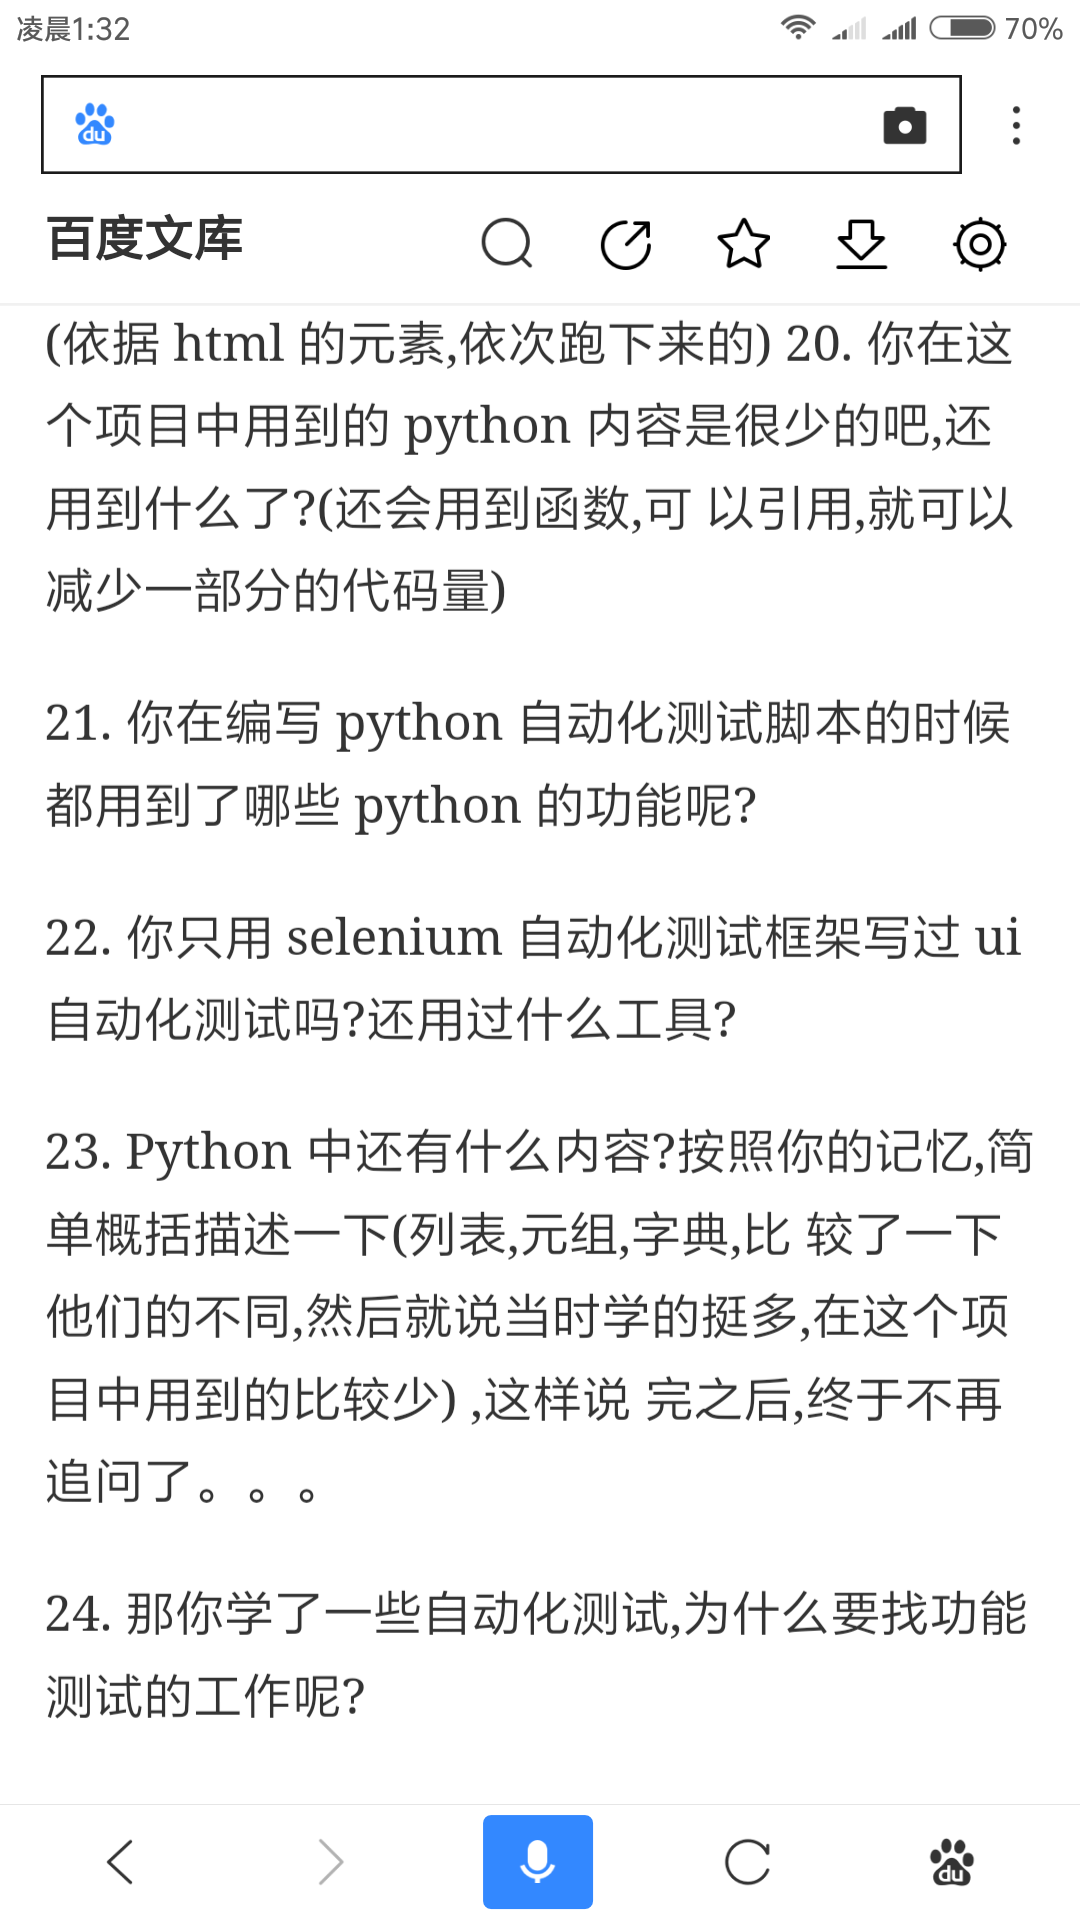 凌晨1:32
70%
du
百度文库
(依据 html 的元素,依次跑下来的) 20. 你在这
个项目中用到的 python 内容是很少的吧,还
用到什么了?(还会用到函数,可 以引用,就可以
减少一部分的代码量)
21. 你在编写 python 自动化测试脚本的时候
都用到了哪些 python 的功能呢?
22. 你只用 selenium 自动化测试框架写过 ui
自动化测试吗?还用过什么工具?
23. Python 中还有什么内容?按照你的记忆,简
单概括描述一下(列表,元组,字典,比 较了一下
他们的不同,然后就说当时学的挺多,在这个项
目中用到的比较少) ,这样说 完之后,终于不再
追问了。。。
24. 那你学了一些自动化测试,为什么要找功能
测试的工作呢?
du